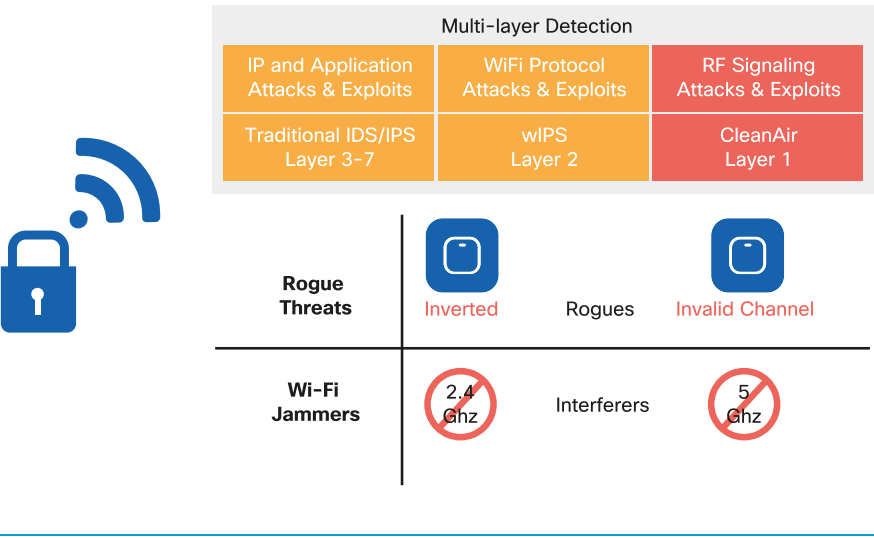 Multi-layer Detection
IP and Application
Attacks & Exploits
WiFi Protocol
Attacks & Exploits
RF Signaling
Attacks & Exploits
Traditional IDS/IPS
Layer 3-7
wIPS
Layer 2
CleanAir
Layer 1
Rogue
Threats
Inverted
Rogues
Invalid Channel
Wi-Fi
Jammers
2.4
Ghz
Interferers
5
Ghz